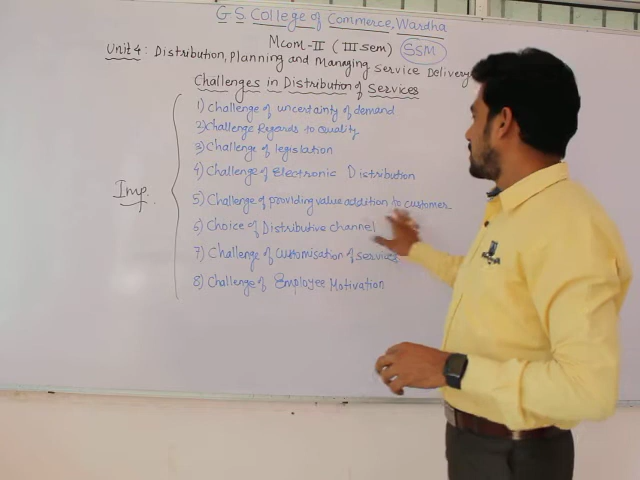 G.S. College of Commerce, Wardha
Mcom-II (III sem) SSM
Unit 4: Distribution, Planning and Managing Service Delivery
Challenges in Distribution of Services
1) Challenge of uncertainty of demand
2) Challenge Regards to Quality
3) Challenge of legislation
4) Challenge of Electronic Distribution
Imp.
5) Challenge of providing value addition to customer
6) Choice of Distributive channel
7) Challenge of Customisation of services
8) Challenge of Employee Motivation